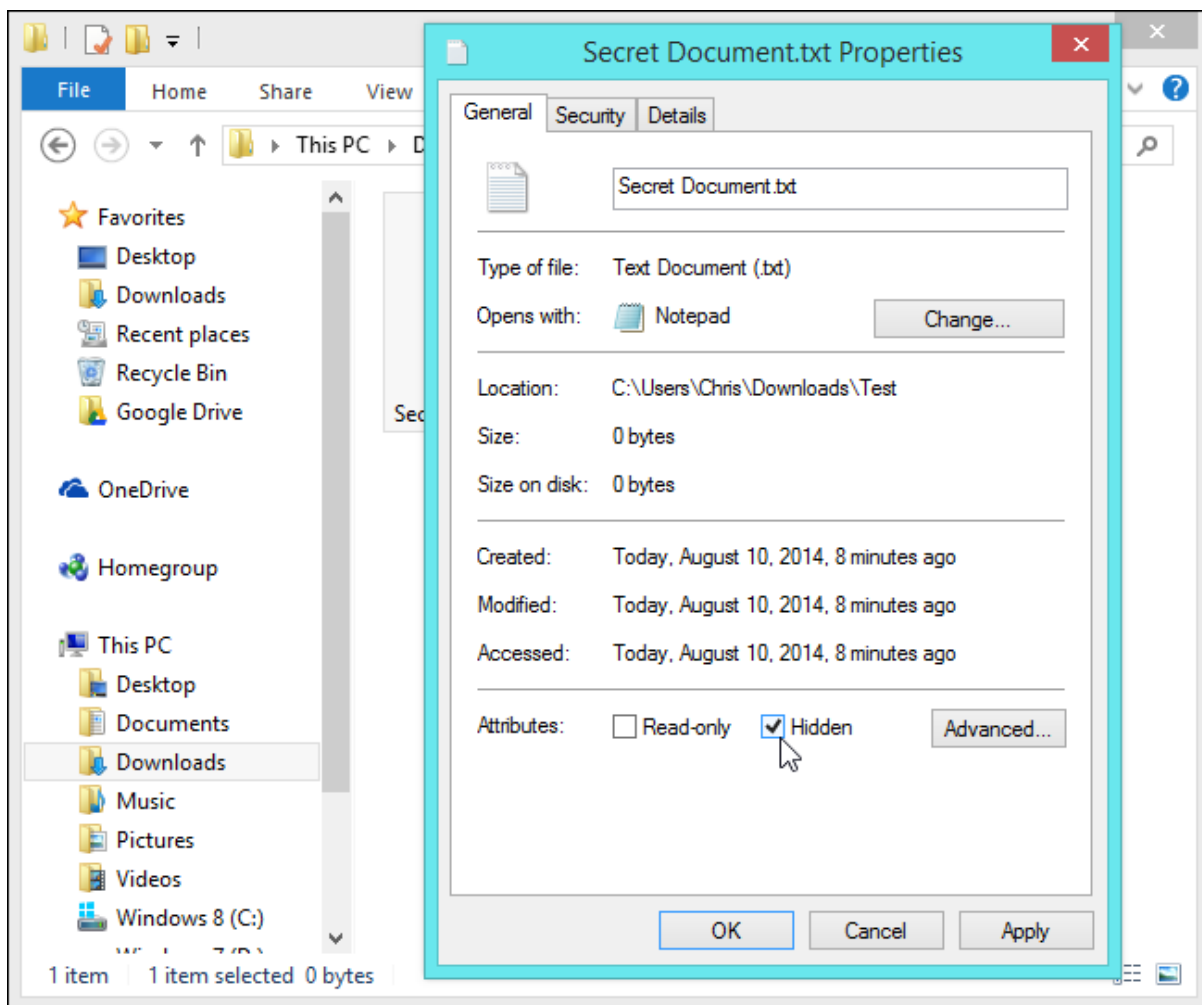 Secret Document.txt Properties
File Home Share View
General Security Details
This PC
Secret Document.txt
Favorites
Desktop
Downloads
Recent places
Recycle Bin
Google Drive
OneDrive
Homegroup
This PC
Desktop
Documents
Downloads
Music
Pictures
Videos
Windows 8 (C:)
Sec
Type of file: Text Document (.txt)
Opens with: Notepad Change...
Location: C:\Users\Chris\Downloads\Test
Size: 0 bytes
Size on disk: 0 bytes
Created: Today, August 10, 2014, 8 minutes ago
Modified: Today, August 10, 2014, 8 minutes ago
Accessed: Today, August 10, 2014, 8 minutes ago
Attributes: Read-only Hidden Advanced...
OK Cancel Apply
1 item 1 item selected 0 bytes